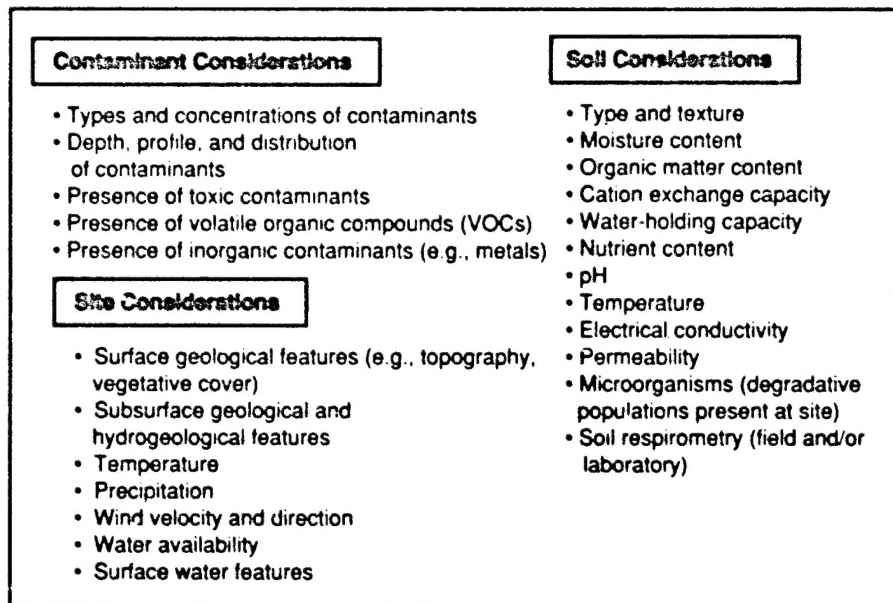 Contaminant Considerations
• Types and concentrations of contaminants
• Depth, profile, and distribution
of contaminants
• Presence of toxic contaminants
• Presence of volatile organic compounds (VOCs)
• Presence of inorganic contaminants (e.g., metals)
Site Considerations
• Surface geological features (e.g., topography,
vegetative cover)
• Subsurface geological and
hydrogeological features
• Temperature
• Precipitation
• Wind velocity and direction
• Water availability
• Surface water features
Soil Considerations
• Type and texture
• Moisture content
• Organic matter content
• Cation exchange capacity
• Water-holding capacity
• Nutrient content
• pH
• Temperature
• Electrical conductivity
• Permeability
• Microorganisms (degradative
populations present at site)
• Soil respirometry (field and/or
laboratory)